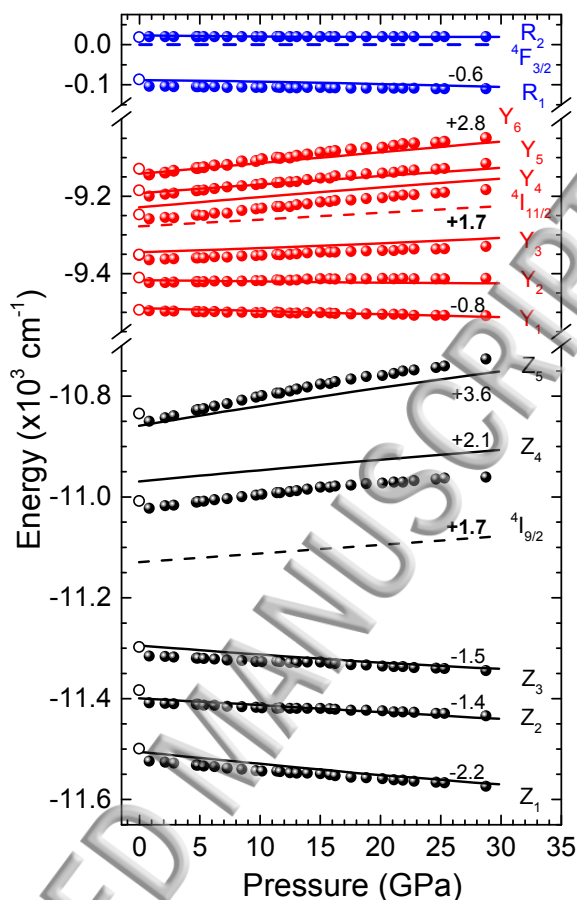 0.0
-0.1
-9.2
-9.4
-10.8
-11.0
-11.2
-11.4
-11.6
Energy (x10³ cm⁻¹)
0 5 10 15 20 25 30 35
Pressure (GPa)
R₂
⁴F₃/₂
-0.6 R₁
Y₆
+2.8
Y₅
Y₄
⁴I₁₁/₂
+1.7
Y₃
Y₂
-0.8 Y₁
Z₅
+3.6
+2.1
Z₄
+1.7 ⁴I₉/₂
-1.5 Z₃
-1.4 Z₂
-2.2 Z₁
ED MANUSCRIPT